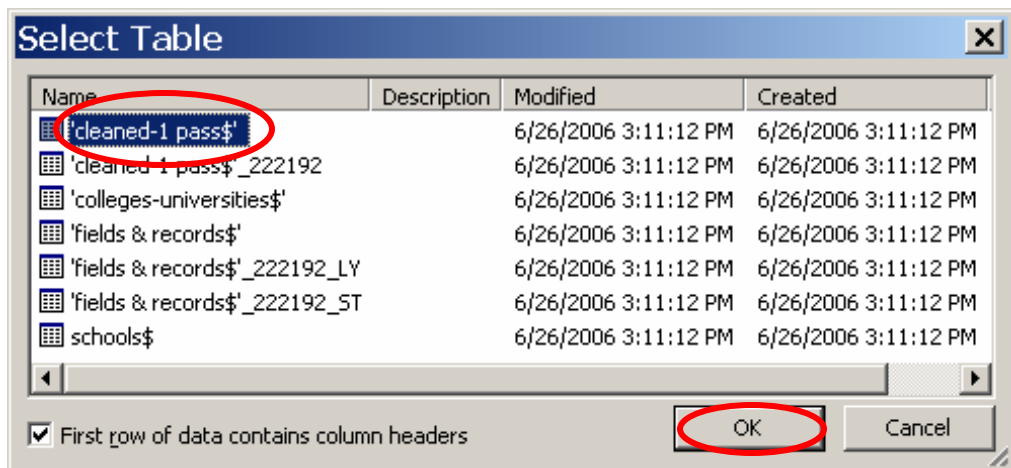 Select Table
Name Description Modified Created
'cleaned-1 pass$' 6/26/2006 3:11:12 PM 6/26/2006 3:11:12 PM
'cleaned-1 pass$'_222192 6/26/2006 3:11:12 PM 6/26/2006 3:11:12 PM
'colleges-universities$' 6/26/2006 3:11:12 PM 6/26/2006 3:11:12 PM
'fields & records$' 6/26/2006 3:11:12 PM 6/26/2006 3:11:12 PM
'fields & records$'_222192_LY 6/26/2006 3:11:12 PM 6/26/2006 3:11:12 PM
'fields & records$'_222192_ST 6/26/2006 3:11:12 PM 6/26/2006 3:11:12 PM
schools$ 6/26/2006 3:11:12 PM 6/26/2006 3:11:12 PM
First row of data contains column headers OK Cancel